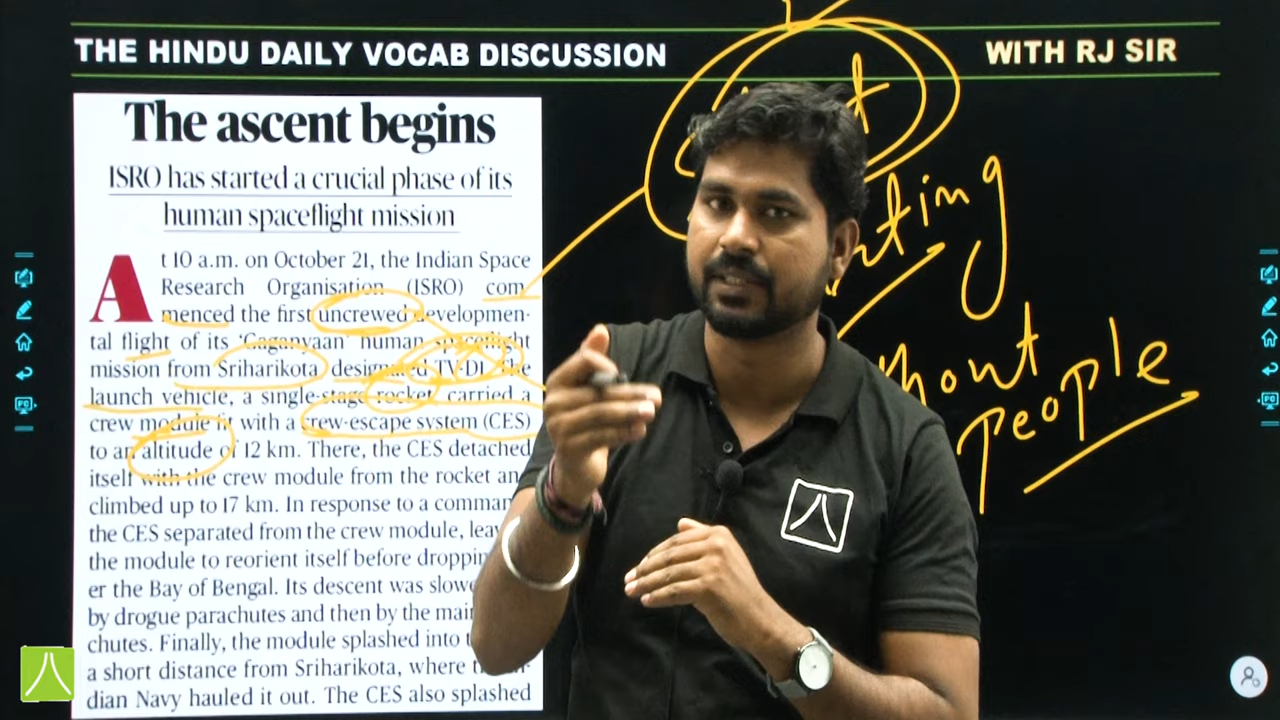 THE HINDU DAILY VOCAB DISCUSSION
WITH RJ SIR
The ascent begins
ISRO has started a crucial phase of its
human spaceflight mission
At 10 a.m. on October 21, the Indian Space
Research Organisation (ISRO) com
menced the first uncrewed developmen-
tal flight of its 'Gaganyaan' human spaceflight
mission from Sriharikota designated TV-D1. The
launch vehicle, a single-stage rocket, carried a
crew module fit with a crew-escape system (CES)
to an altitude of 12 km. There, the CES detached
itself with the crew module from the rocket an
climbed up to 17 km. In response to a comman
the CES separated from the crew module, lea
the module to reorient itself before droppin
er the Bay of Bengal. Its descent was slowe
by drogue parachutes and then by the mai
chutes. Finally, the module splashed into
a short distance from Sriharikota, where
dian Navy hauled it out. The CES also splashed
ting
hout
people